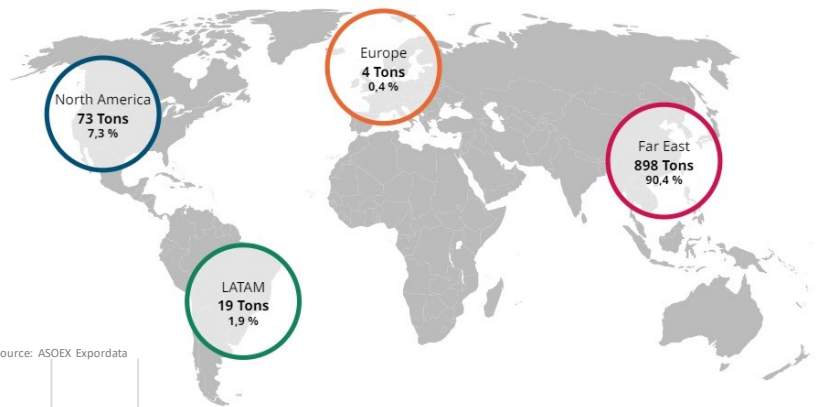 Europe
4 Tons
0,4 %
North America
73 Tons
7,3 %
Far East
898 Tons
90,4 %
LATAM
19 Tons
1,9 %
ource: ASOEX Expordata